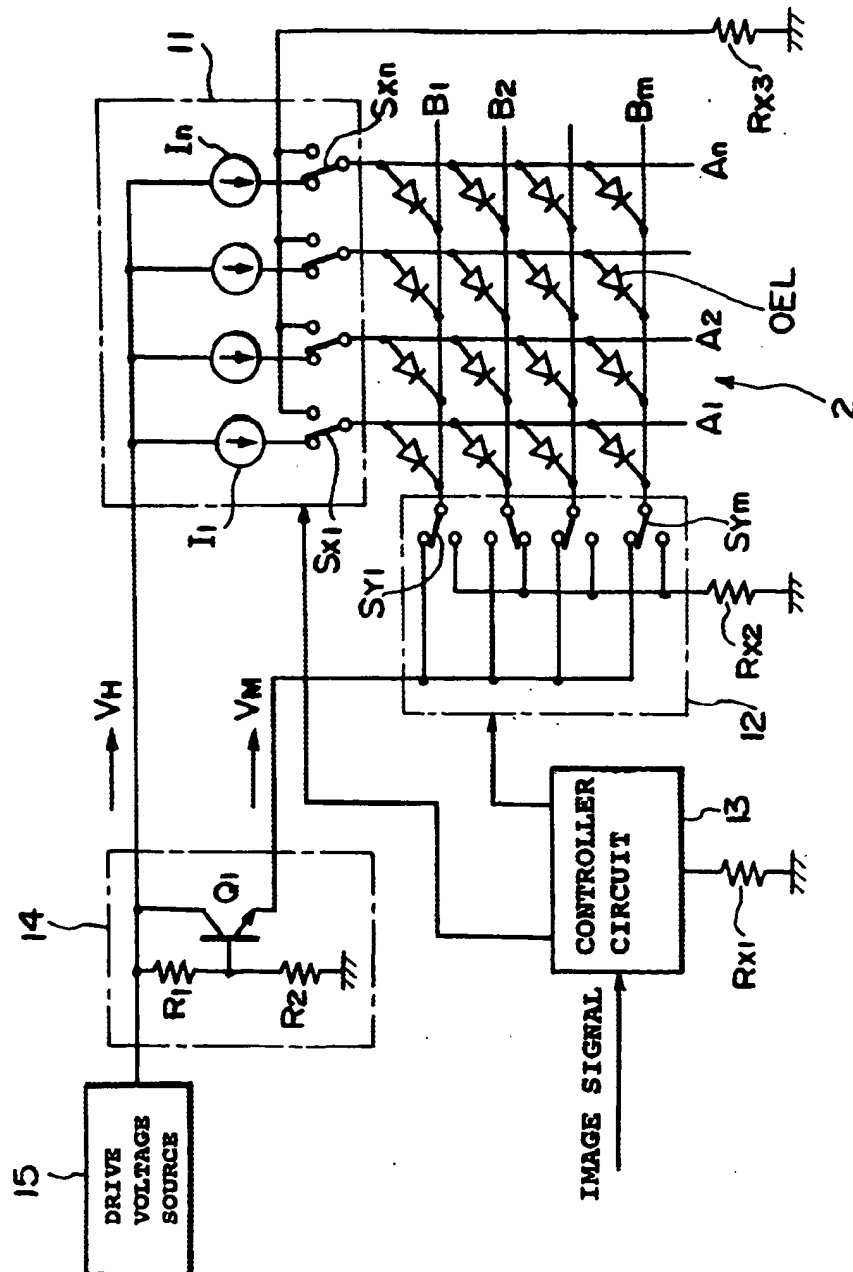 11
In
Sxn
B1
B2
Bm
Rx3
I1
Sx1
An
A2
A1
OEL
2
SY1
SYm
Rx2
12
VH
VM
14
Q1
R1
R2
15
DRIVE
VOLTAGE
SOURCE
CONTROLLER
CIRCUIT
13
Rx1
IMAGE SIGNAL